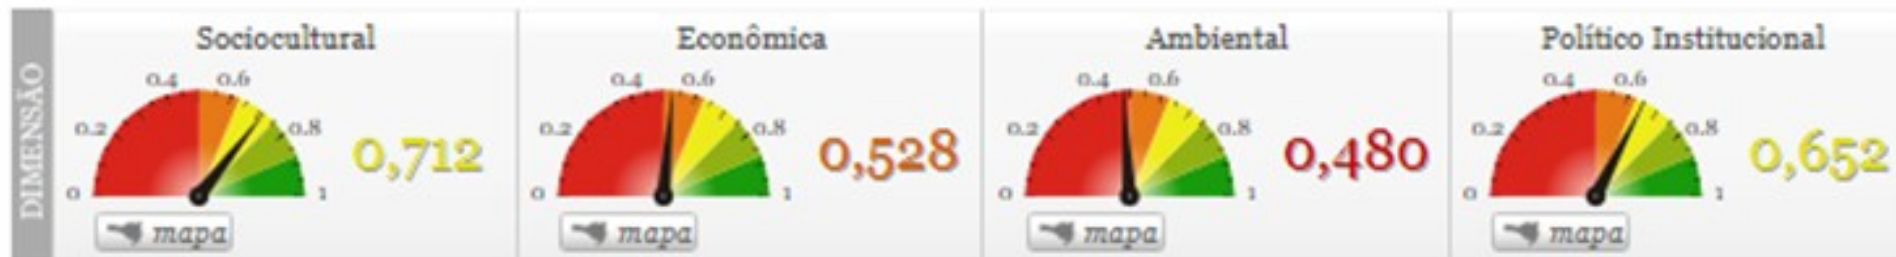 DIMENSÃO
Sociocultural
0 0.2 0.4 0.6 0.8 1
0,712
mapa
Econômica
0 0.2 0.4 0.6 0.8 1
0,528
mapa
Ambiental
0 0.2 0.4 0.6 0.8 1
0,480
mapa
Político Institucional
0 0.2 0.4 0.6 0.8 1
0,652
mapa